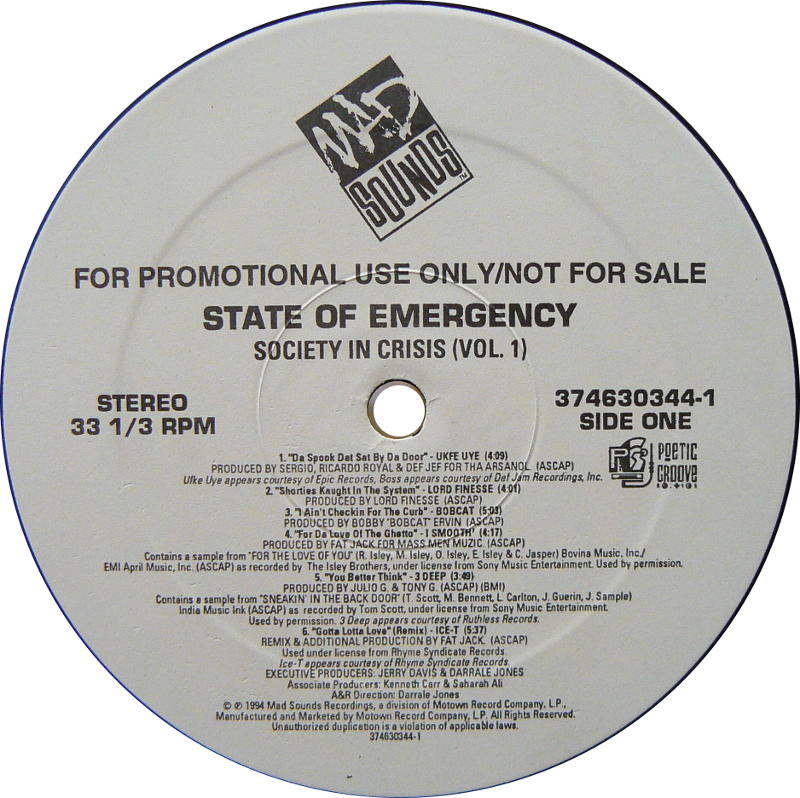 MAD
SOUNDS™
FOR PROMOTIONAL USE ONLY/NOT FOR SALE
STATE OF EMERGENCY
SOCIETY IN CRISIS (VOL. 1)
STEREO
33 1/3 RPM
374630344-1
SIDE ONE
POETIC
GROOVE
1. "Da Spook Dat Sat By Da Door" - UKFE UYE (4:09)
PRODUCED BY SERGIO, RICARDO ROYAL & DEF JEF FOR THA ARSANOL (ASCAP)
Ufke Uye appears courtesy of Epic Records, Boss appears courtesy of Def Jam Recordings, Inc.
2. "Shorties Kaught In The System" - LORD FINESSE (4:01)
PRODUCED BY LORD FINESSE (ASCAP)
3. "I Ain't Checkin For The Curb" - BOBCAT (5:03)
PRODUCED BY BOBBY "BOBCAT" ERVIN (ASCAP)
4. "For Da Love Of The Ghetto" - I SMOOTH' (4:17)
PRODUCED BY FAT JACK FOR MASS MEN MUZIC. (ASCAP)
Contains a sample from "FOR THE LOVE OF YOU" (R. Isley, M. Isley, O. Isley, E. Isley & C. Jasper) Bovina Music, Inc./
EMI April Music, Inc. (ASCAP) as recorded by The Isley Brothers, under license from Sony Music Entertainment. Used by permission.
5. "You Better Think" - 3 DEEP (3:49)
PRODUCED BY JULIO G. & TONY G. (ASCAP) (BMI)
Contains a sample from "SNEAKIN' IN THE BACK DOOR" (T. Scott, M. Bennett, L. Carlton, J. Guerin, J. Sample)
India Music Ink (ASCAP) as recorded by Tom Scott, under license from Sony Music Entertainment.
Used by permission. 3 Deep appears courtesy of Ruthless Records.
6. "Gotta Lotta Love" (Remix) - ICE-T (5:37)
REMIX & ADDITIONAL PRODUCTION BY FAT JACK. (ASCAP)
Used under license from Rhyme Syndicate Records.
Ice-T appears courtesy of Rhyme Syndicate Records.
EXECUTIVE PRODUCERS: JERRY DAVIS & DARRALE JONES
Associate Producers: Kenneth Carr & Saharah Ali
A&R Direction: Darrale Jones
© ℗ 1994 Mad Sounds Recordings, a division of Motown Record Company, L.P.,
Manufactured and Marketed by Motown Record Company, L.P. All Rights Reserved.
Unauthorized duplication is a violation of applicable laws.
374630344-1